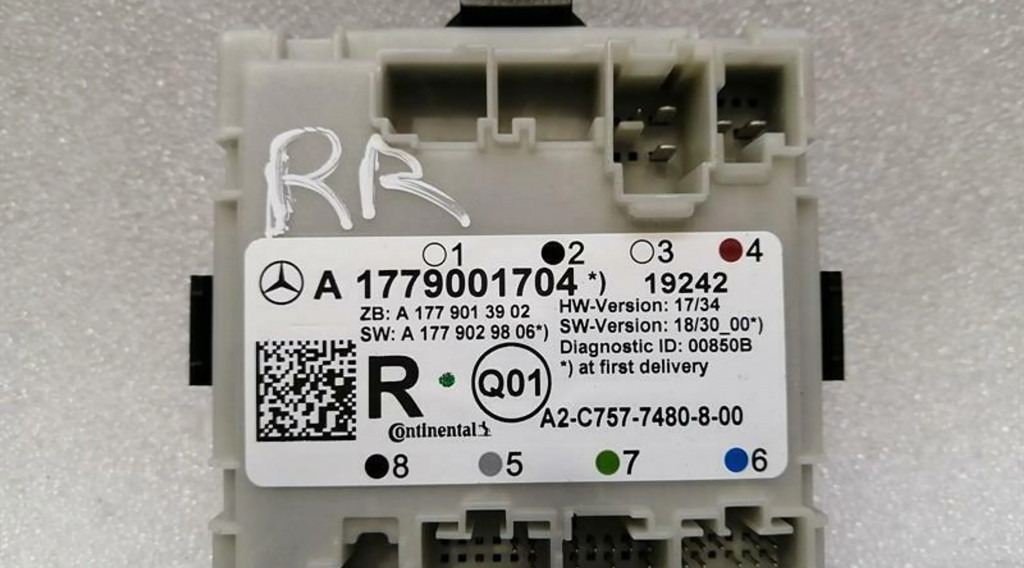 RR
1 2 3 4
A 1779001704 *) 19242
ZB: A 177 901 39 02
HW-Version: 17/34
SW: A 177 902 98 06*)
SW-Version: 18/30_00*)
Diagnostic ID: 00850B
*) at first delivery
R Q01
A2-C757-7480-8-00
Continental
8 5 7 6